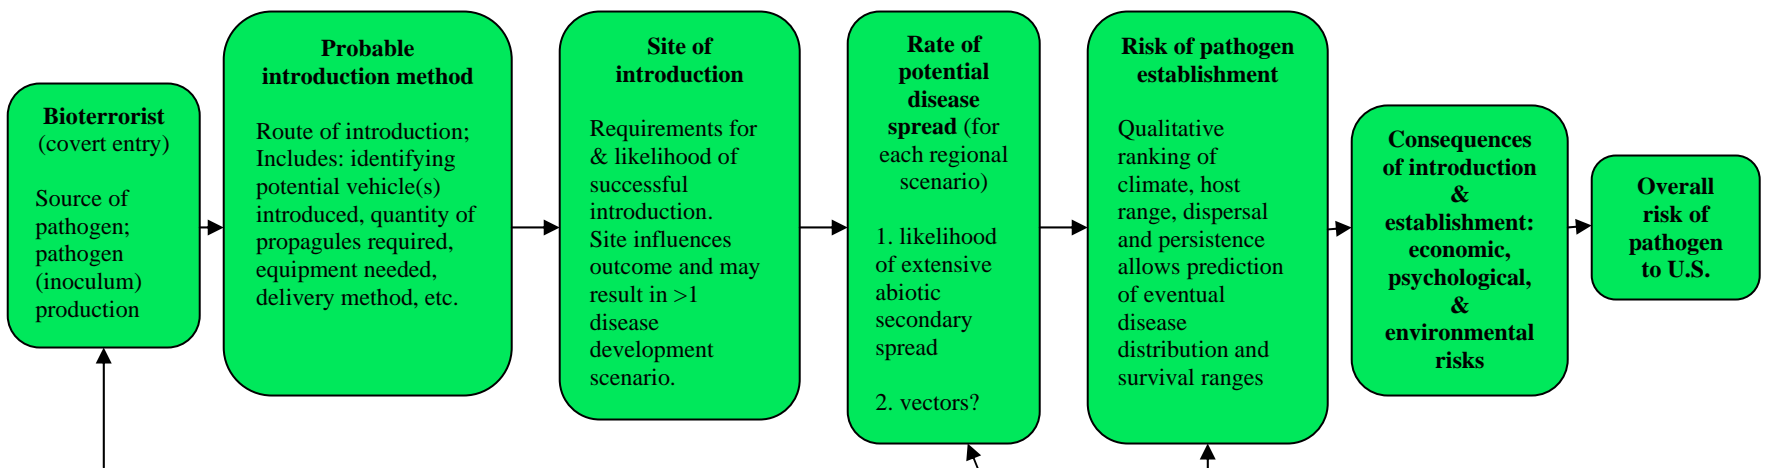 Bioterrorist
(covert entry)
Source of
pathogen;
pathogen
(inoculum)
production
Probable
introduction method
Route of introduction;
Includes: identifying
potential vehicle(s)
introduced, quantity of
propagules required,
equipment needed,
delivery method, etc.
Site of
introduction
Requirements for
& likelihood of
successful
introduction.
Site influences
outcome and may
result in >1
disease
development
scenario.
Rate of
potential
disease
spread (for
each regional
scenario)
1. likelihood
of extensive
abiotic
secondary
spread
2. vectors?
Risk of pathogen
establishment
Qualitative
ranking of
climate, host
range, dispersal
and persistence
allows prediction
of eventual
disease
distribution and
survival ranges
Consequences
of introduction
&
establishment:
economic,
psychological,
&
environmental
risks
Overall
risk of
pathogen
to U.S.